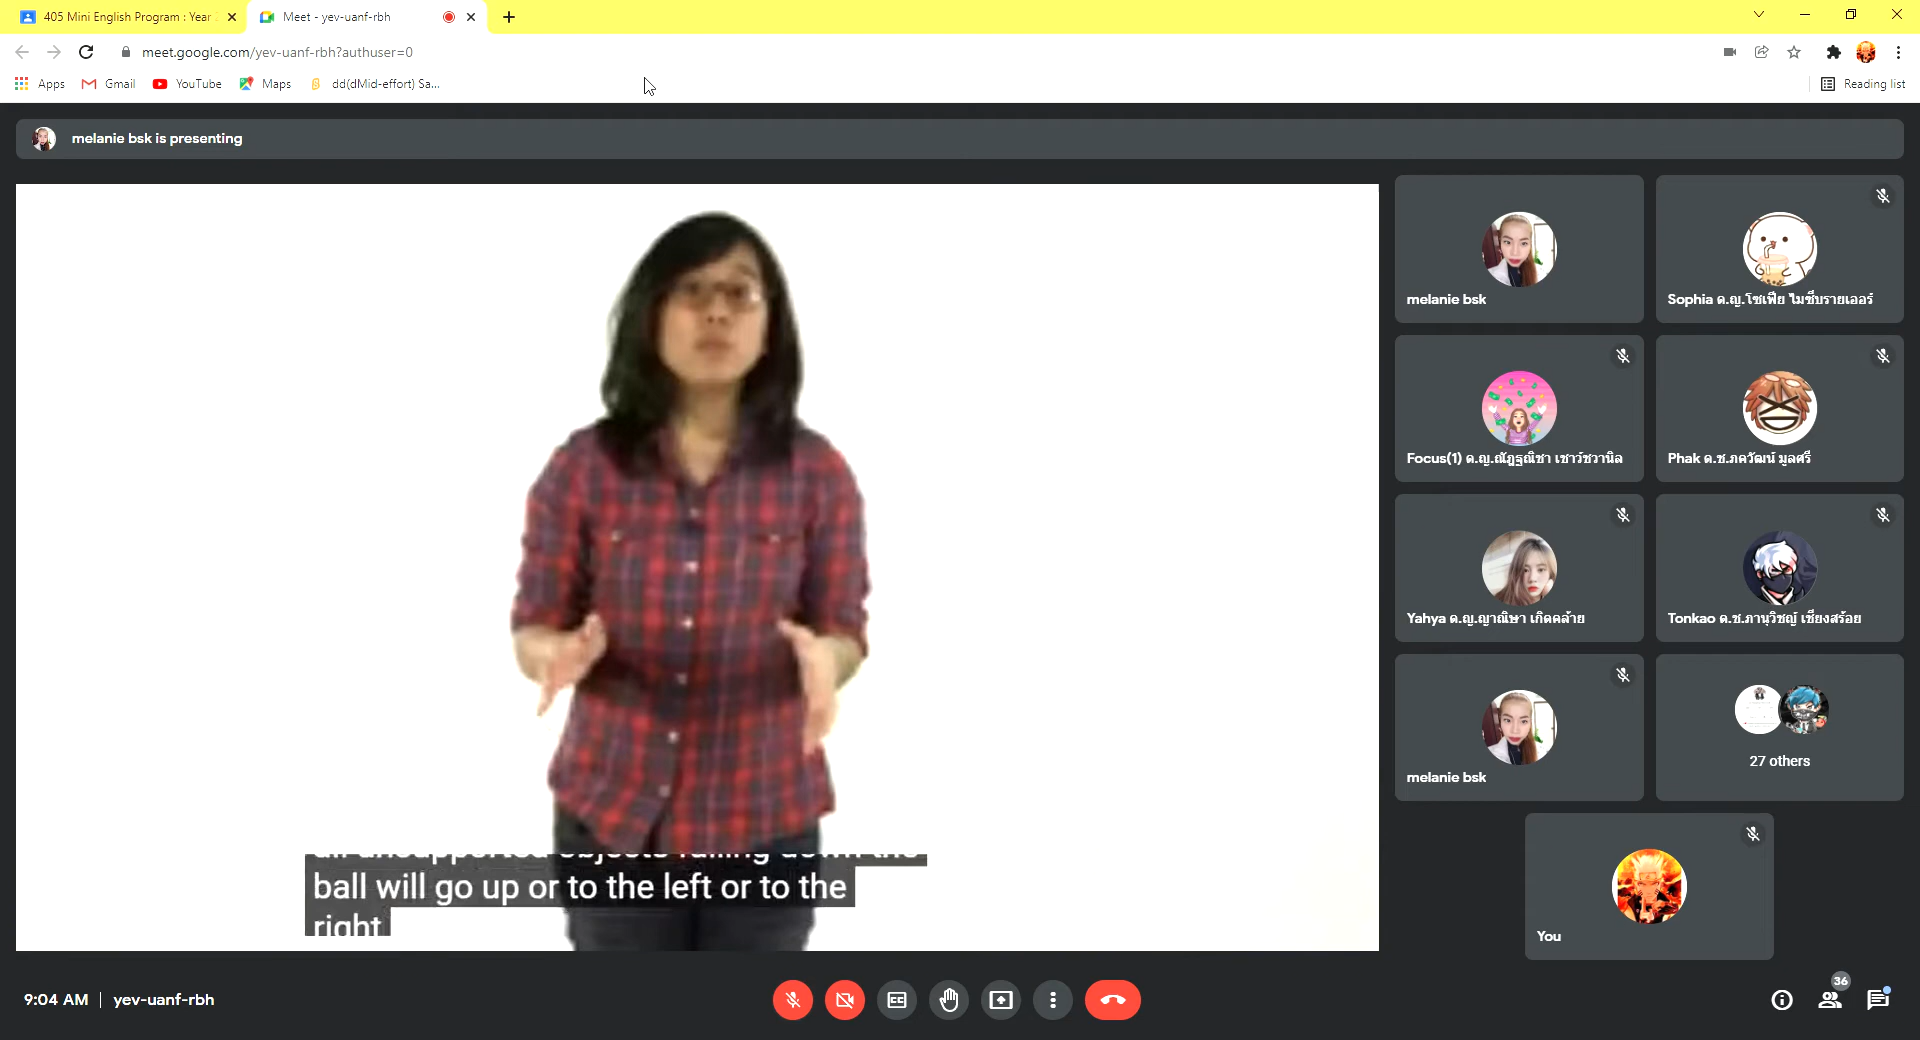 405 Mini English Program : Year
Meet - yev-uanf-rbh
meet.google.com/yev-uanf-rbh?authuser=0
Apps
Gmail
YouTube
Maps
dd(dMid-effort) Sa...
Reading list
melanie bsk is presenting
melanie bsk
Sophia ด.ญ.โซเฟีย ไมซ์บรายเออร์
Focus(1) ด.ญ.ณัฏฐณิชา เชาว์ชวานิล
Phak ด.ช.ภควัฒน์ มูลศรี
Yahya ด.ญ.ญาณิษา เกิดคล้าย
Tonkao ด.ช.ภานุวิชญ์ เชียงสร้อย
melanie bsk
27 others
You
all unsupported objects falling down the
ball will go up or to the left or to the
right
9:04 AM | yev-uanf-rbh
CC
36